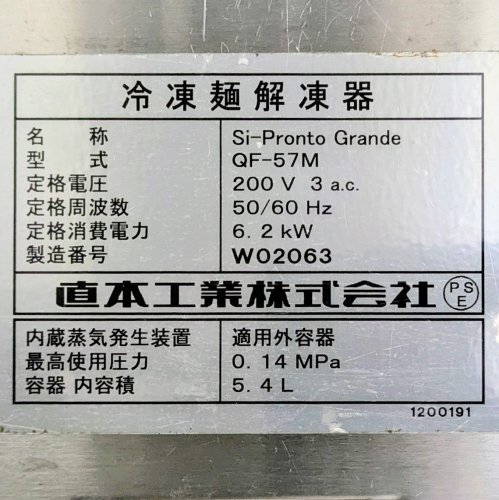 冷凍麺解凍器
名 称 Si-Pronto Grande
型 式 QF-57M
定格電圧 200 V 3 a.c.
定格周波数 50/60 Hz
定格消費電力 6.2 kW
製造番号 W02063
直本工業株式会社 PSE
内蔵蒸気発生装置 適用外容器
最高使用圧力 0.14 MPa
容器 内容積 5.4 L
1200191